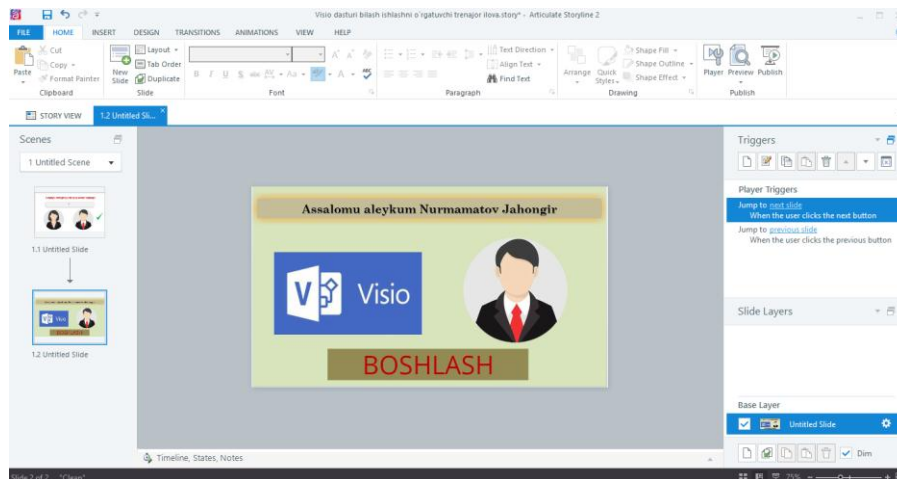 Visio dasturi bilash ishlashni o`rgatuvchi trenajor ilova.story* - Articulate Storyline 2
FILE HOME INSERT DESIGN TRANSITIONS ANIMATIONS VIEW HELP
Paste
Cut
Copy
Format Painter
Clipboard
New Slide
Layout
Tab Order
Duplicate
Slide
B I U S abc AV Aa A
Font
Text Direction
Align Text
Find Text
Paragraph
Arrange
Quick Styles
Shape Fill
Shape Outline
Shape Effect
Drawing
Player Preview Publish
Publish
STORY VIEW
1.2 Untitled Sli...
Scenes
1 Untitled Scene
1.1 Untitled Slide
1.2 Untitled Slide
Assalomu aleykum Nurmamatov Jahongir
V Visio
BOSHLASH
Timeline, States, Notes
Triggers
Player Triggers
Jump to next slide
When the user clicks the next button
Jump to previous slide
When the user clicks the previous button
Slide Layers
Base Layer
Untitled Slide
Dim
Slide 2 of 2 "Clean"
75%